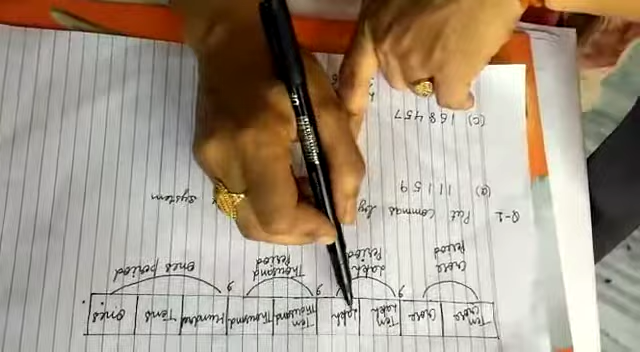 Ten Crore Crore Ten Lakh Lakh Ten Thousand Thousand Hundred Tens Ones
, , ,
Crore Period Lakh Period Thousand Period Ones period
Q-1 Put Commas system
(a) 11159
(c) 168457